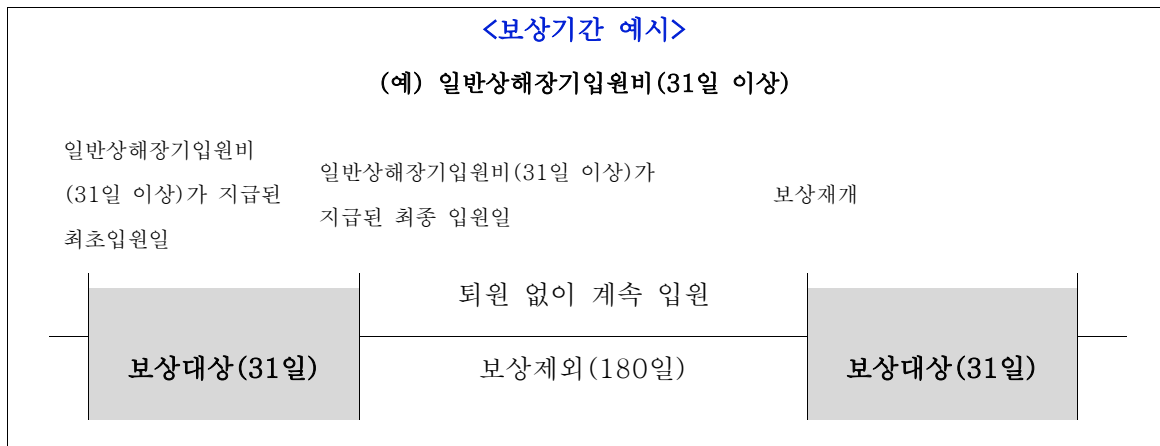 <보상기간 예시>
(예) 일반상해장기입원비(31일 이상)
일반상해장기입원비
(31일 이상)가 지급된
최초입원일
일반상해장기입원비(31일 이상)가
지급된 최종 입원일
보상재개
퇴원 없이 계속 입원
보상대상(31일)
보상제외(180일)
보상대상(31일)